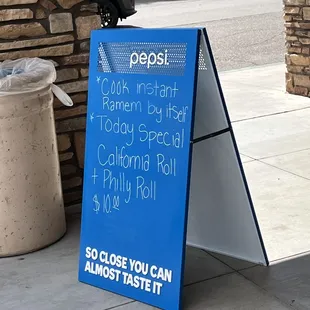 pepsi.
* Cook instant
Ramem by itself
* Today Special
California Roll
+ Philly Roll
$10.00
SO CLOSE YOU CAN
ALMOST TASTE IT